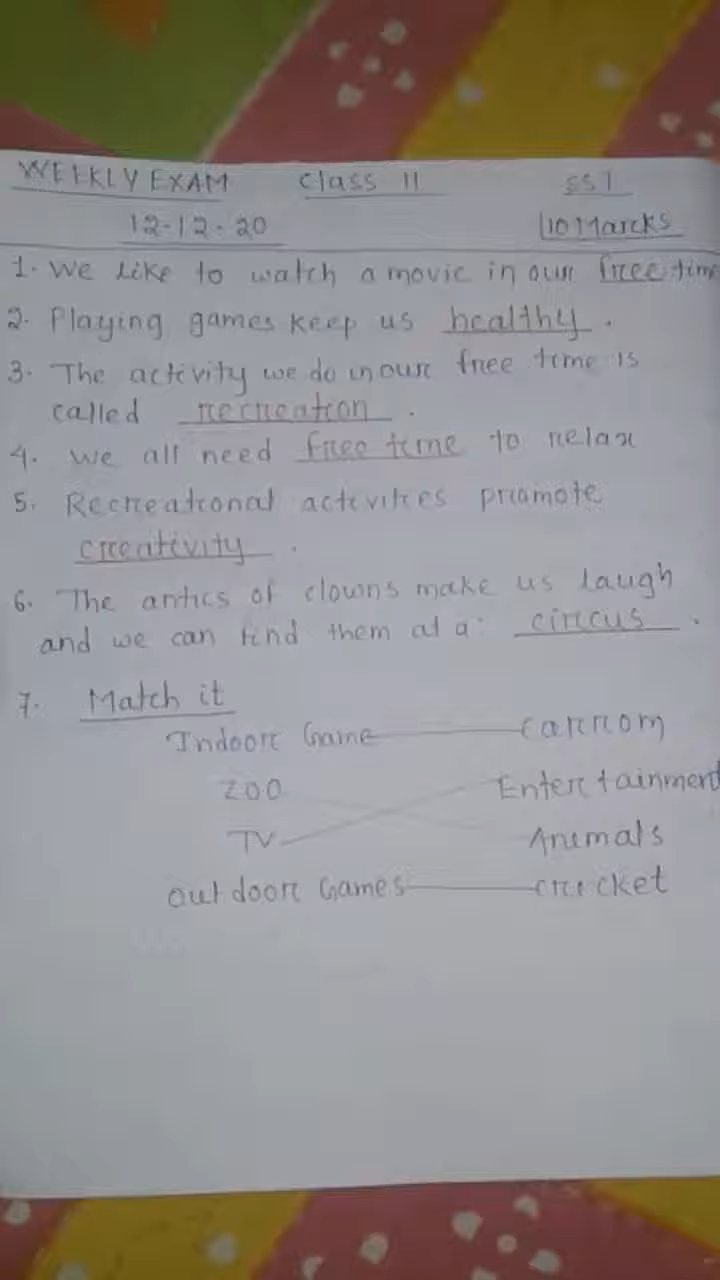 WEEKLY EXAM Class II SST
12-12-20 10 Marcks
1. We like to watch a movie in our free time
2. Playing games keep us healthy.
3. The activity we do in our free time is
called recreation.
4. We all need free time to relax
5. Recreational activities promote
creativity.
6. The antics of clowns make us laugh
and we can find them at a: circus.
7. Match it
Indoor Game Carrom
ZOO Entertainment
TV Animals
Outdoor Games cricket